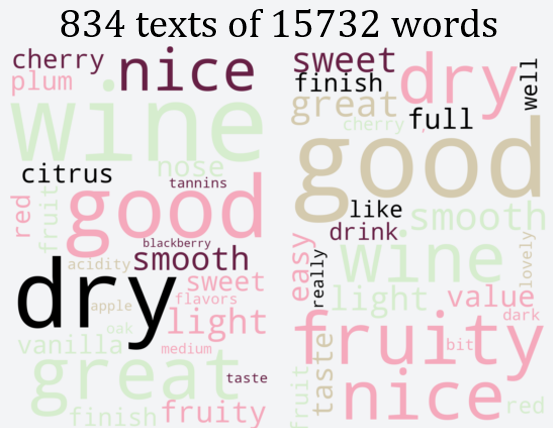 834 texts of 15732 words
cherry
nice
plum
wine
citrus
nose
tannins
red
fruit
good
blackberry
acidity
smooth
dry
apple
sweet
flavors
oak
light
vanilla
medium
great
taste
finish
fruity
sweet
dry
well
finish
great
full
cherry
,
good
like
smooth
drink
easy
really
wine
lovely
light
value
dark
fruity
bit
taste
fruit
nice
red